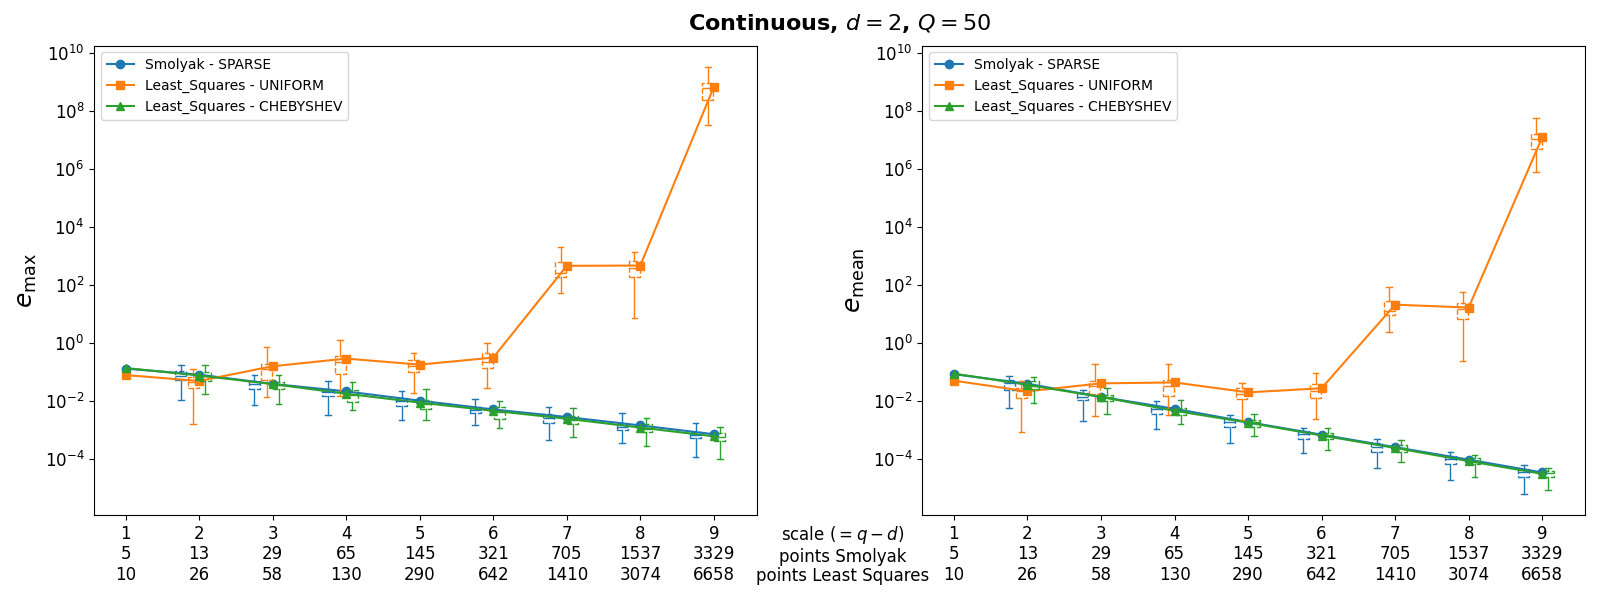 Continuous, d = 2, Q = 50
Smolyak - SPARSE
Least_Squares - UNIFORM
Least_Squares - CHEBYSHEV
10^10
10^8
10^6
10^4
10^2
10^0
10^−2
10^−4
e_max
1 2 3 4 5 6 7 8 9
5 13 29 65 145 321 705 1537 3329
10 26 58 130 290 642 1410 3074 6658
scale (= q − d)
points Smolyak
points Least Squares
Smolyak - SPARSE
Least_Squares - UNIFORM
Least_Squares - CHEBYSHEV
10^10
10^8
10^6
10^4
10^2
10^0
10^−2
10^−4
e_mean
1 2 3 4 5 6 7 8 9
5 13 29 65 145 321 705 1537 3329
10 26 58 130 290 642 1410 3074 6658